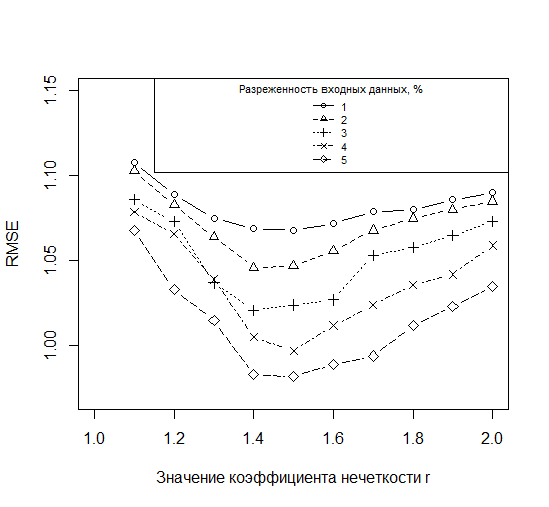 Разреженность входных данных, %
1
2
3
4
5
1.15
1.10
1.05
1.00
RMSE
1.0 1.2 1.4 1.6 1.8 2.0
Значение коэффициента нечеткости r